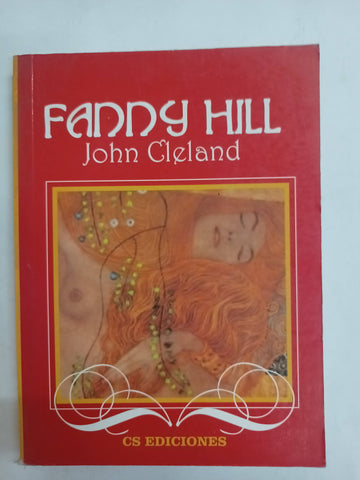 FANNY HILL
John Cleland
CS EDICIONES